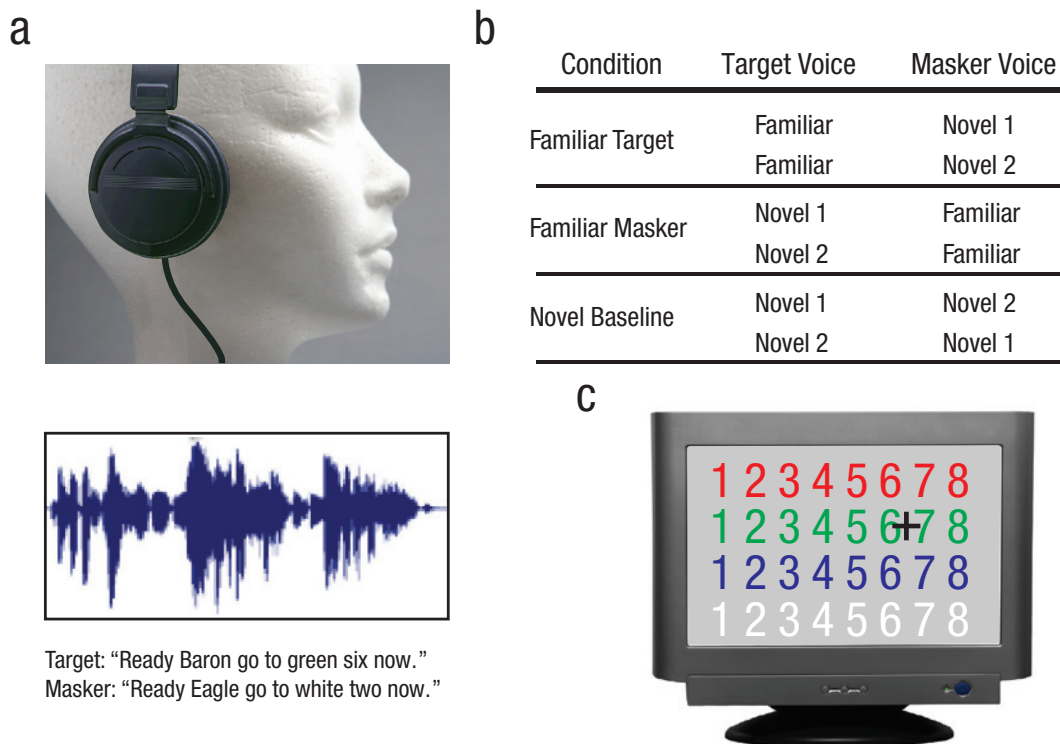 a
Target: “Ready Baron go to green six now.”
Masker: “Ready Eagle go to white two now.”
b
Condition Target Voice Masker Voice
Familiar Target
Familiar Novel 1
Familiar Novel 2
Familiar Masker
Novel 1 Familiar
Novel 2 Familiar
Novel Baseline
Novel 1 Novel 2
Novel 2 Novel 1
c
1 2 3 4 5 6 7 8
1 2 3 4 5 6 7 8
1 2 3 4 5 6 7 8
1 2 3 4 5 6 7 8